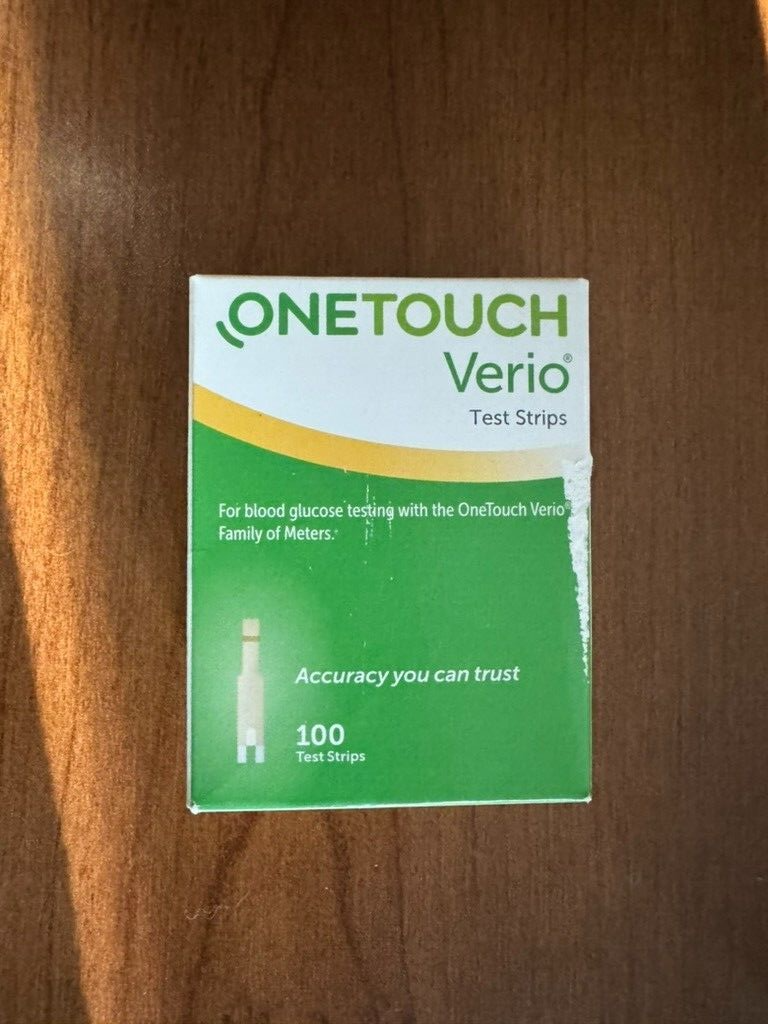 ONETOUCH
Verio®
Test Strips
For blood glucose testing with the OneTouch Verio®
Family of Meters.*
Accuracy you can trust
100
Test Strips